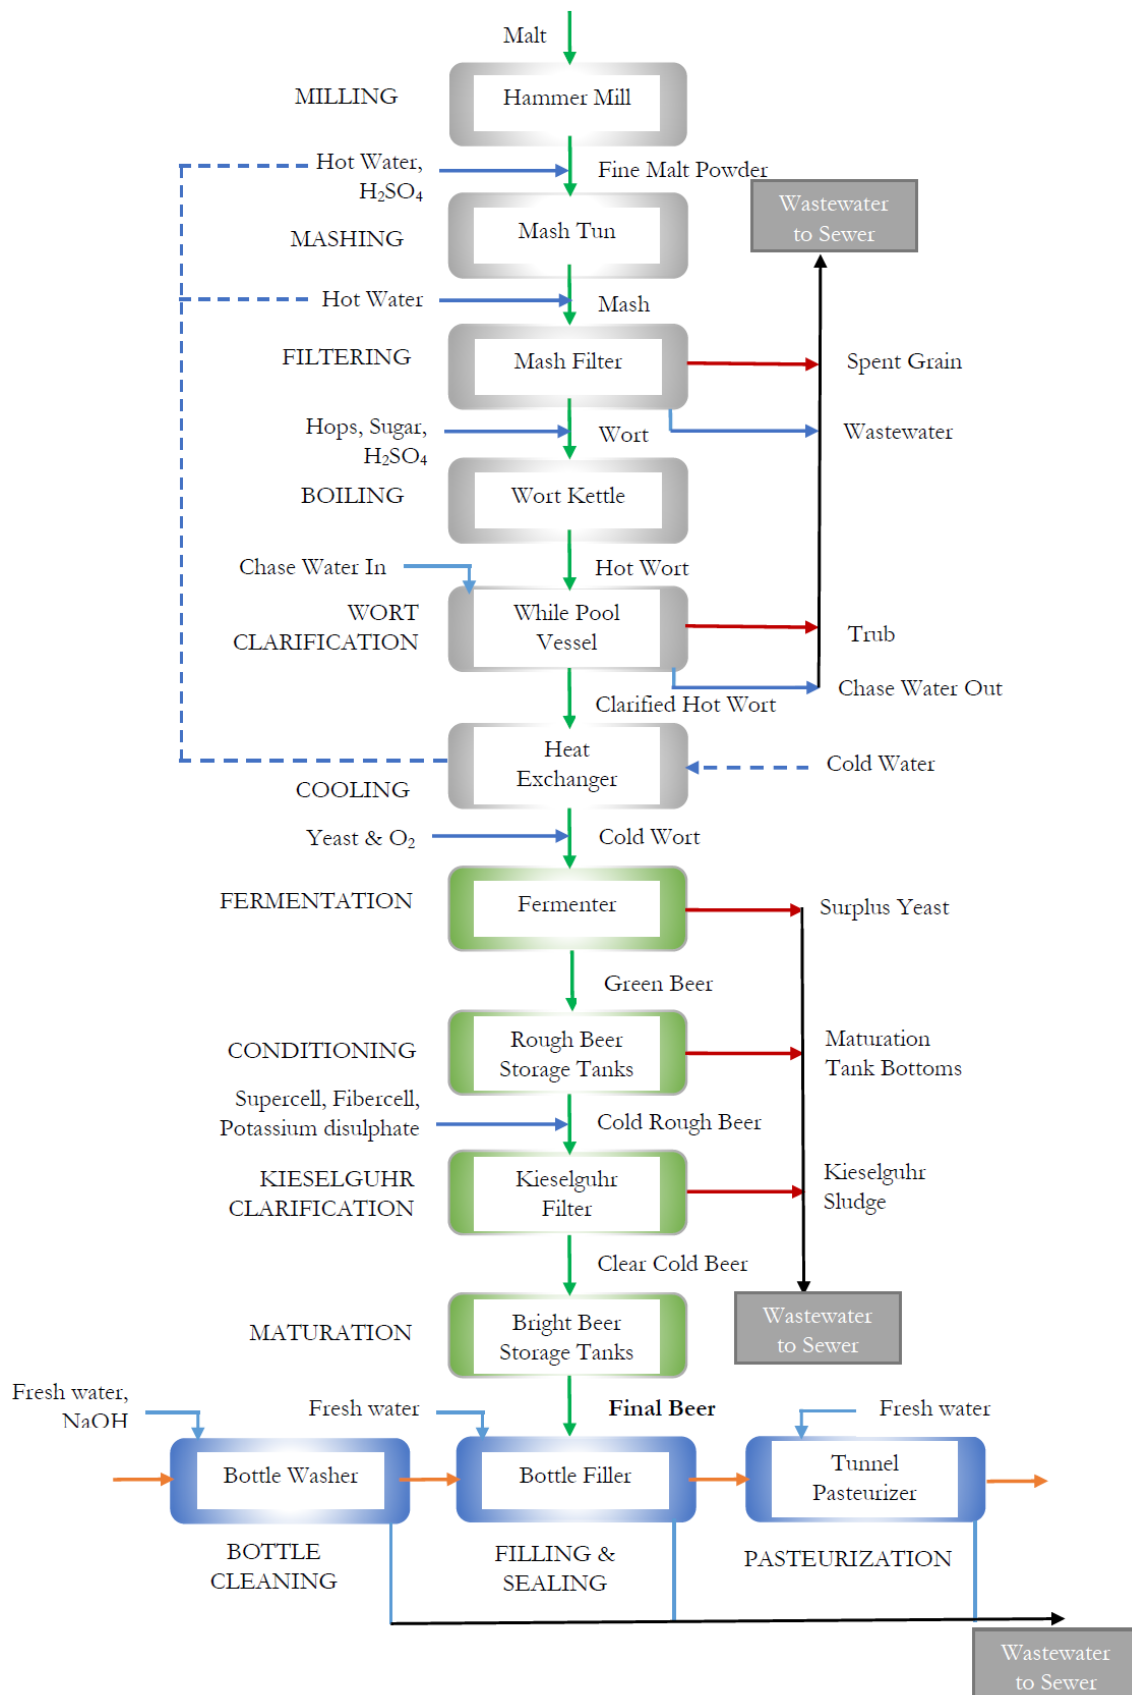 Malt
MILLING
Hammer Mill
Hot Water,
H₂SO₄
Fine Malt Powder
Wastewater
to Sewer
MASHING
Mash Tun
Hot Water
Mash
FILTERING
Mash Filter
Spent Grain
Hops, Sugar,
H₂SO₄
Wort
Wastewater
BOILING
Wort Kettle
Chase Water In
Hot Wort
WORT
CLARIFICATION
While Pool
Vessel
Trub
Clarified Hot Wort
Chase Water Out
Heat
Exchanger
Cold Water
COOLING
Yeast & O₂
Cold Wort
FERMENTATION
Fermenter
Surplus Yeast
Green Beer
CONDITIONING
Rough Beer
Storage Tanks
Maturation
Tank Bottoms
Supercell, Fibercell,
Potassium disulphate
Cold Rough Beer
KIESELGUHR
CLARIFICATION
Kieselguhr
Filter
Kieselguhr
Sludge
Clear Cold Beer
MATURATION
Bright Beer
Storage Tanks
Wastewater
to Sewer
Fresh water,
NaOH
Fresh water
Final Beer
Fresh water
Bottle Washer
Bottle Filler
Tunnel
Pasteurizer
BOTTLE
CLEANING
FILLING &
SEALING
PASTEURIZATION
Wastewater
to Sewer